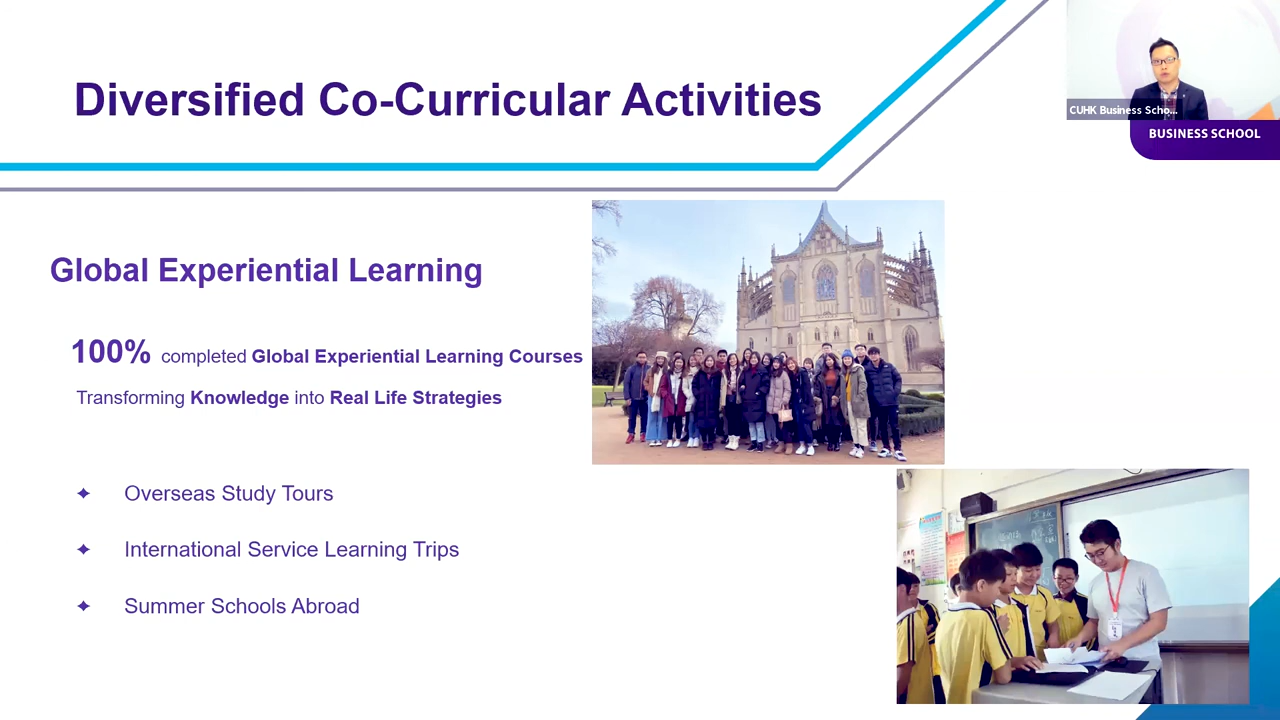 Diversified Co-Curricular Activities
CUHK Business Scho...
BUSINESS SCHOOL
Global Experiential Learning
100% completed Global Experiential Learning Courses
Transforming Knowledge into Real Life Strategies
✦ Overseas Study Tours
✦ International Service Learning Trips
✦ Summer Schools Abroad